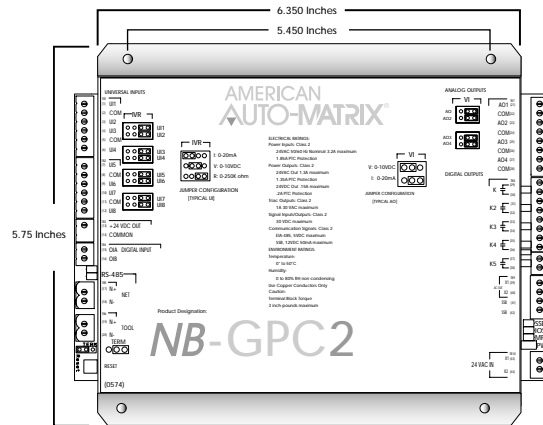 6.350 Inches
5.450 Inches
5.75 Inches
AMERICAN
AUTO-MATRIX®
UNIVERSAL INPUTS
UI1
COM
UI2
UI3
COM
UI4
UI5
COM
UI6
UI7
COM
UI8
+24 VDC OUT
COMMON
DIGITAL INPUT
DIB
RS-485
N+
NET
N-
N+
TOOL
N-
TERM
RESET
Reset
(0574)
IVR
UI1
UI2
UI3
UI4
UI5
UI6
UI7
UI8
IVR
I: 0-20mA
V: 0-10VDC
R: 0-250K ohm
JUMPER CONFIGURATION
[TYPICAL UI]
ELECTRICAL RATINGS:
Power Inputs: Class 2
24VAC 50/60 Hz Nominal 3.2A maximum
1.85A PTC Protection
Power Outputs: Class 2
24VAC Out 1.3A maximum
1.35A PTC Protection
24VDC Out .15A maximum
.2A PTC Protection
Triac Outputs: Class 2
1A 30 VAC maximum
Signal Inputs/Outputs: Class 2
30 VDC maximum
Communication Signals: Class 2
EIA-485, 5VDC maximum
SSB, 12VDC 50mA maximum
ENVIRONMENT RATINGS:
Temperature:
0° to 50°C
Humidity:
0 to 80% RH non-condensing
Use Copper Conductors Only
Caution:
Terminal Block Torque
3 inch-pounds maximum
ANALOG OUTPUTS
VI
AO1
AO2
AO3
AO4
AO1
COM
AO2
COM
AO3
COM
AO4
COM
VI
V: 0-10VDC
I: 0-20mA
JUMPER CONFIGURATION
[TYPICAL AO]
DIGITAL OUTPUTS
K
K2
K3
K4
K5
SSB
SSB
24 VAC IN
Product Designation:
NB-GPC2